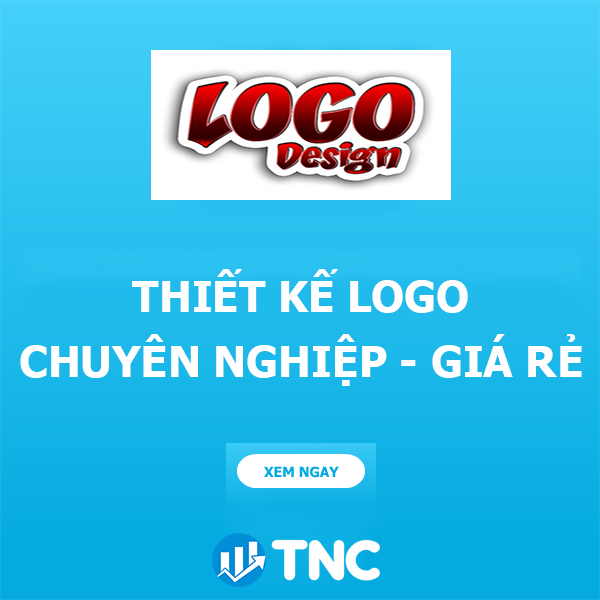 LOGO
Design
THIẾT KẾ LOGO
CHUYÊN NGHIỆP - GIÁ RẺ
XEM NGAY
TNC